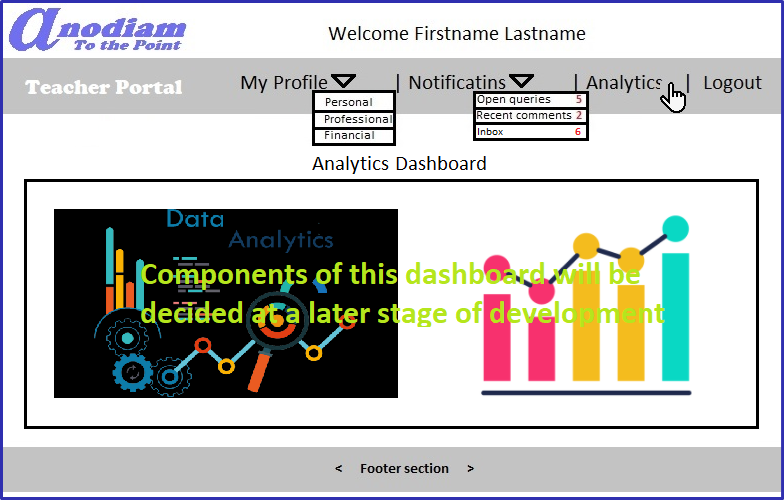 Anodiam
To the Point
Welcome Firstname Lastname
Teacher Portal
My Profile | Notificatins | Analytics | Logout
Personal
Professional
Financial
Open queries 5
Recent comments 2
Inbox 6
Analytics Dashboard
Data
Analytics
Components of this dashboard will be
decided at a later stage of development
< Footer section >